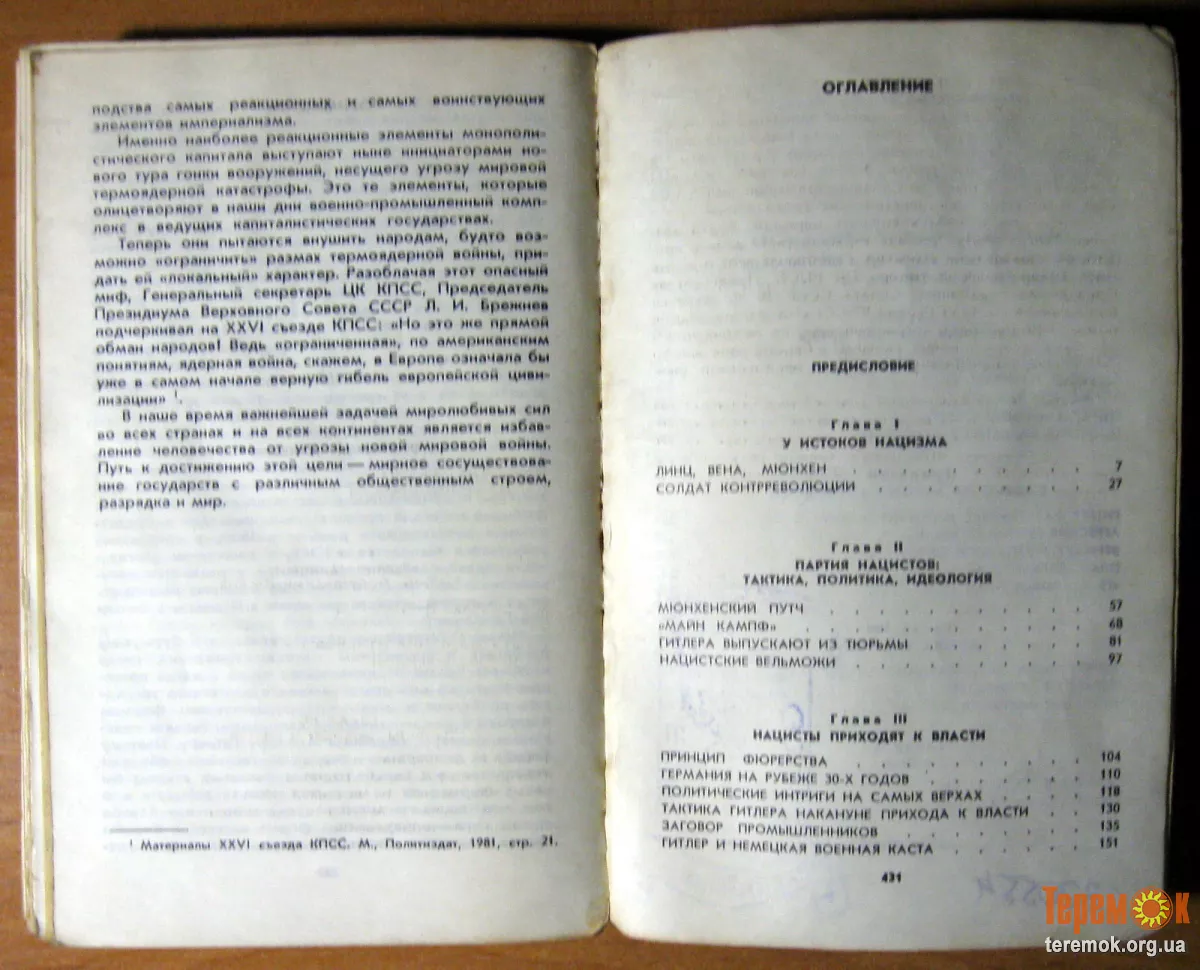 подства самых реакционных и самых воинствующих
элементов империализма.
Именно наиболее реакционные элементы монополи-
стического капитала выступают ныне инициаторами но-
вого тура гонки вооружений, несущего угрозу мировой
термоядерной катастрофы. Это те элементы, которые
олицетворяют в наши дни военно-промышленный комп-
лекс в ведущих капиталистических государствах.
Теперь они пытаются внушить народам, будто воз-
можно «ограничить» размах термоядерной войны, при-
дать ей «локальный» характер. Разоблачая этот опасный
миф, Генеральный секретарь ЦК КПСС, Председатель
Президиума Верховного Совета СССР Л. И. Брежнев
подчеркивал на XXVI съезде КПСС: «Но это же прямой
обман народов! Ведь «ограниченная», по американским
понятиям, ядерная война, скажем, в Европе означала бы
уже в самом начале верную гибель европейской циви-
лизации» ¹.
В наше время важнейшей задачей миролюбивых сил
во всех странах и на всех континентах является избав-
ление человечества от угрозы новой мировой войны.
Путь к достижению этой цели — мирное сосуществова-
ние государств с различным общественным строем,
разрядка и мир.
¹ Материалы XXVI съезда КПСС. М., Политиздат, 1981, стр. 21.
ОГЛАВЛЕНИЕ
ПРЕДИСЛОВИЕ
Глава I
У ИСТОКОВ НАЦИЗМА
ЛИНЦ, ВЕНА, МЮНХЕН . . . . . . . . . . 7
СОЛДАТ КОНТРРЕВОЛЮЦИИ . . . . . . . . . 27
Глава II
ПАРТИЯ НАЦИСТОВ:
ТАКТИКА, ПОЛИТИКА, ИДЕОЛОГИЯ
МЮНХЕНСКИЙ ПУТЧ . . . . . . . . . . . 57
«МАЙН КАМПФ» . . . . . . . . . . . . 68
ГИТЛЕРА ВЫПУСКАЮТ ИЗ ТЮРЬМЫ . . . . . . . 81
НАЦИСТСКИЕ ВЕЛЬМОЖИ . . . . . . . . . . 97
Глава III
НАЦИСТЫ ПРИХОДЯТ К ВЛАСТИ
ПРИНЦИП ФЮРЕРСТВА . . . . . . . . . . 104
ГЕРМАНИЯ НА РУБЕЖЕ 30-Х ГОДОВ . . . . . . . 110
ПОЛИТИЧЕСКИЕ ИНТРИГИ НА САМЫХ ВЕРХАХ . . . . 118
ТАКТИКА ГИТЛЕРА НАКАНУНЕ ПРИХОДА К ВЛАСТИ . . 130
ЗАГОВОР ПРОМЫШЛЕННИКОВ . . . . . . . . 135
ГИТЛЕР И НЕМЕЦКАЯ ВОЕННАЯ КАСТА . . . . . . 151
431
Теремок
teremok.org.ua